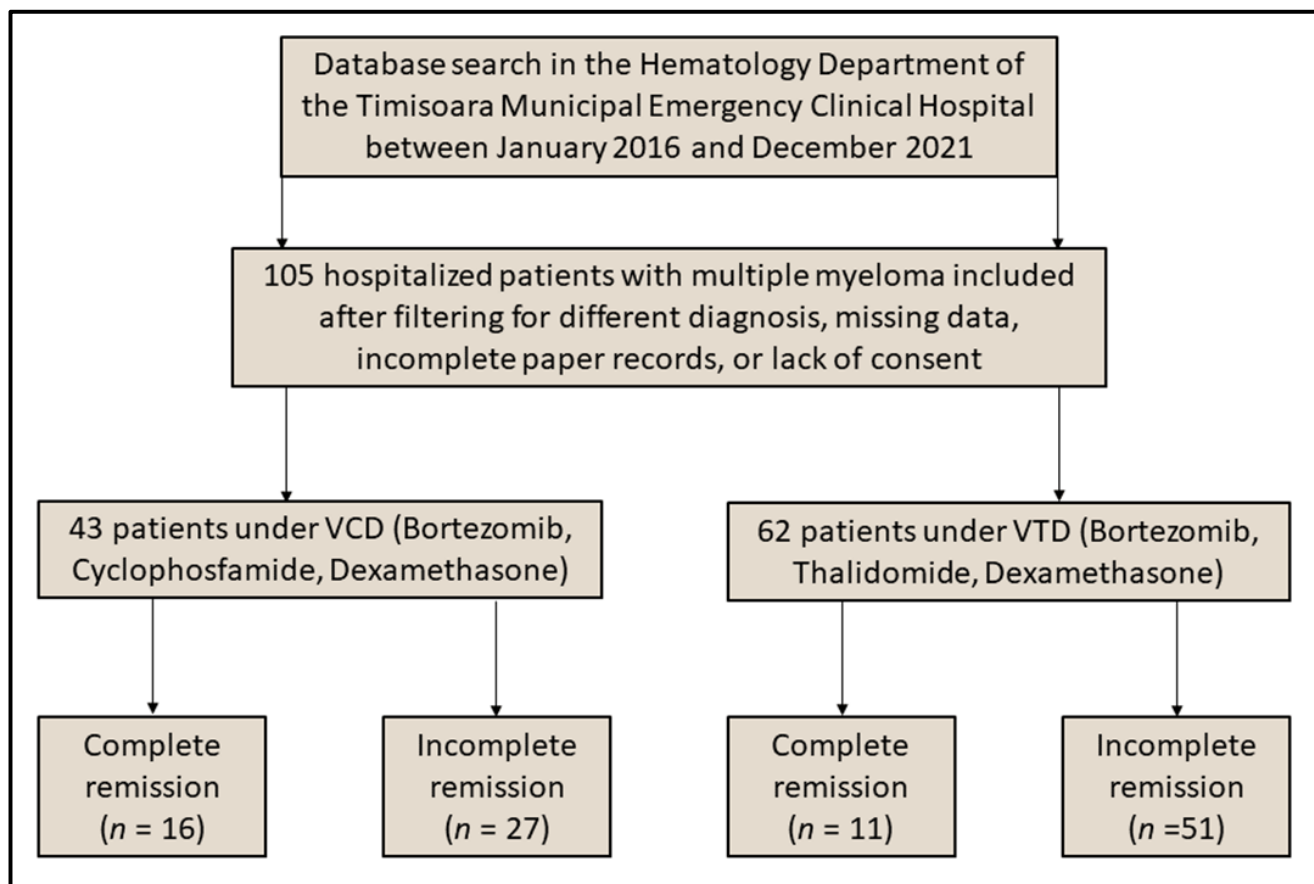 Database search in the Hematology Department of
the Timisoara Municipal Emergency Clinical Hospital
between January 2016 and December 2021
105 hospitalized patients with multiple myeloma included
after filtering for different diagnosis, missing data,
incomplete paper records, or lack of consent
43 patients under VCD (Bortezomib,
Cyclophosfamide, Dexamethasone)
62 patients under VTD (Bortezomib,
Thalidomide, Dexamethasone)
Complete
remission
(n = 16)
Incomplete
remission
(n = 27)
Complete
remission
(n = 11)
Incomplete
remission
(n =51)